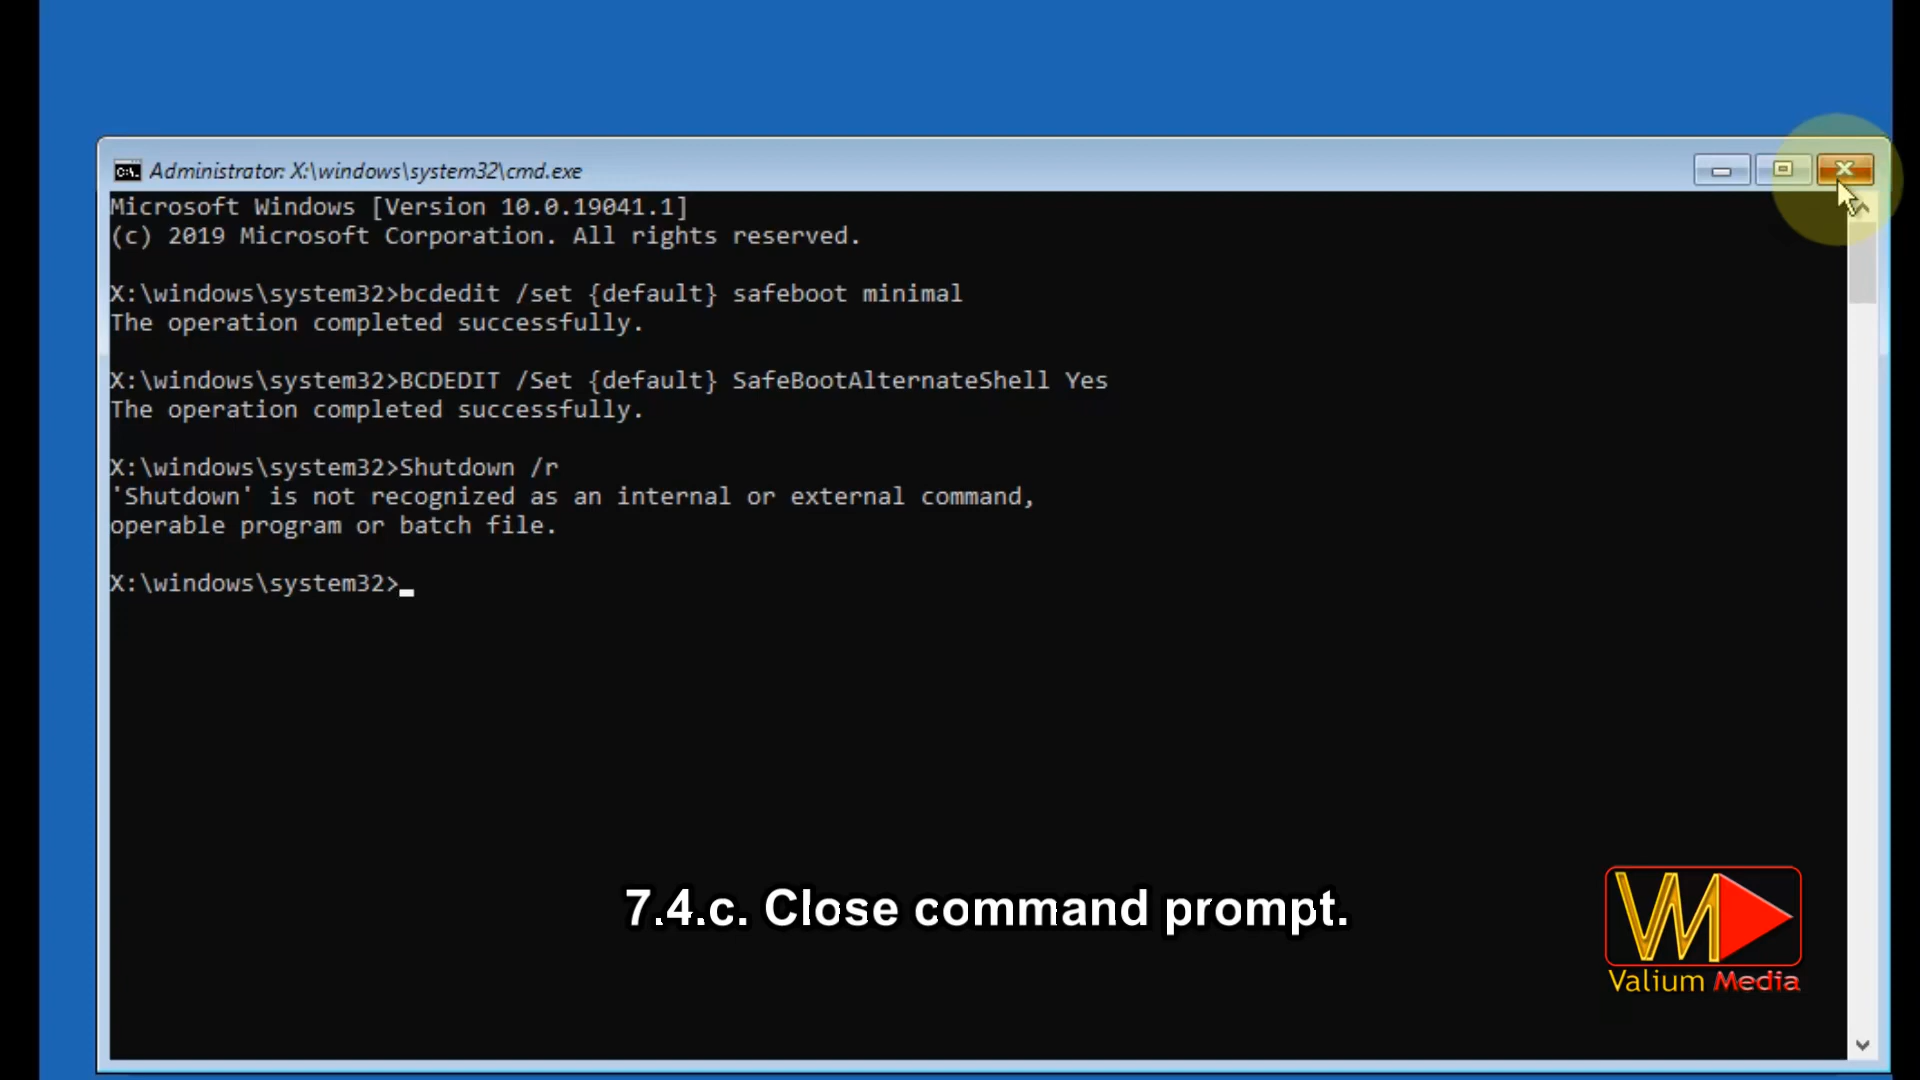 Administrator: X:\windows\system32\cmd.exe
Microsoft Windows [Version 10.0.19041.1]
(c) 2019 Microsoft Corporation. All rights reserved.
X:\windows\system32>bcdedit /set {default} safeboot minimal
The operation completed successfully.
X:\windows\system32>BCDEDIT /Set {default} SafeBootAlternateShell Yes
The operation completed successfully.
X:\windows\system32>Shutdown /r
'Shutdown' is not recognized as an internal or external command,
operable program or batch file.
X:\windows\system32>_
7.4.c. Close command prompt.
VM
Valium Media